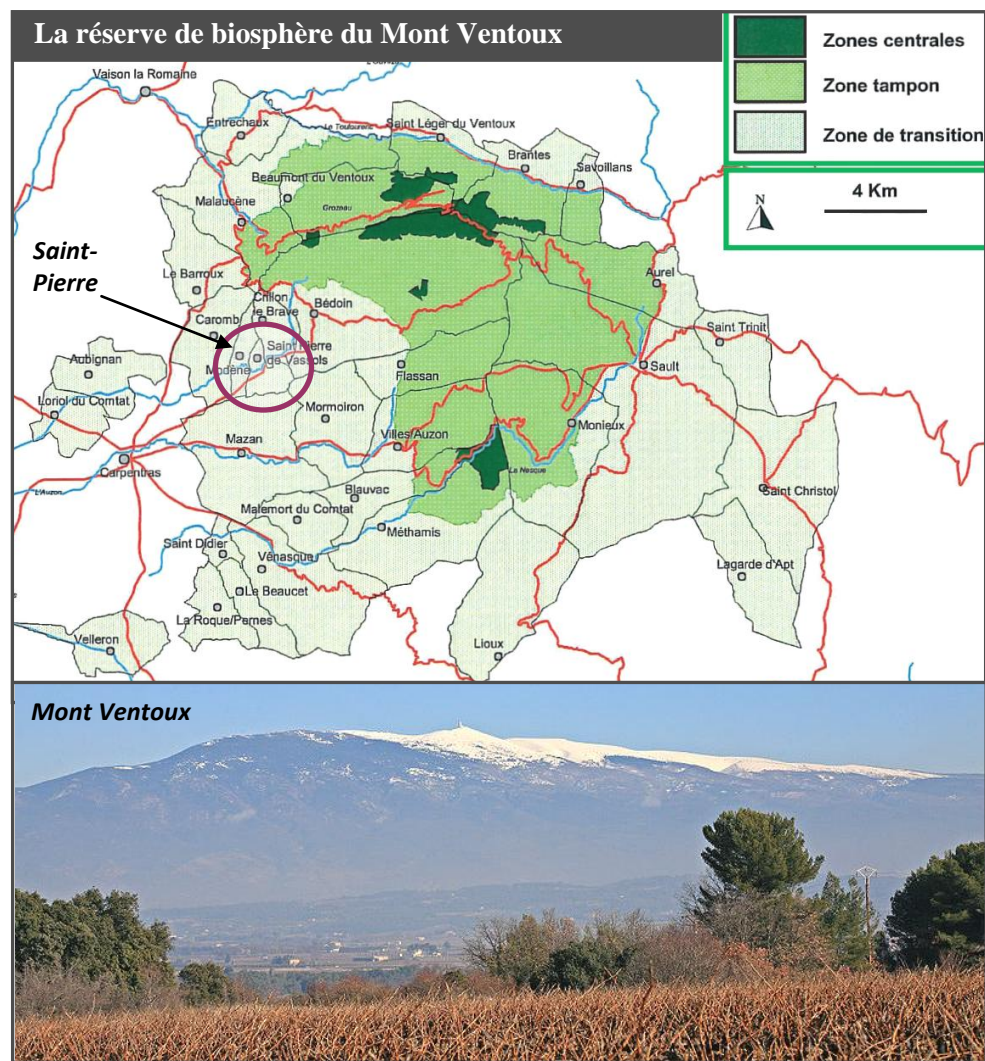 La réserve de biosphère du Mont Ventoux
Zones centrales
Zone tampon
Zone de transition
4 Km
N
Vaison la Romaine
Entrechaux
Le Toulourenc
Saint Léger du Ventoux
Brantes
Savoillans
Beaumont du Ventoux
Grozeau
Malaucène
Saint-
Pierre
Le Barroux
Crillon
le Brave
Bédoin
Aurel
Caromb
Saint Trinit
Aubignan
Saint Pierre
de Vassols
Modène
Flassan
Sault
Loriol du Comtat
Mormoiron
Mazan
Villes/Auzon
Monieux
Carpentras
La Nesque
L'Auzon
Blauvac
Saint Christol
Malemort du Comtat
Méthamis
Saint Didier
Vénasque
Lagarde d'Apt
Le Beaucet
La Roque/Pernes
Velleron
Lioux
Mont Ventoux